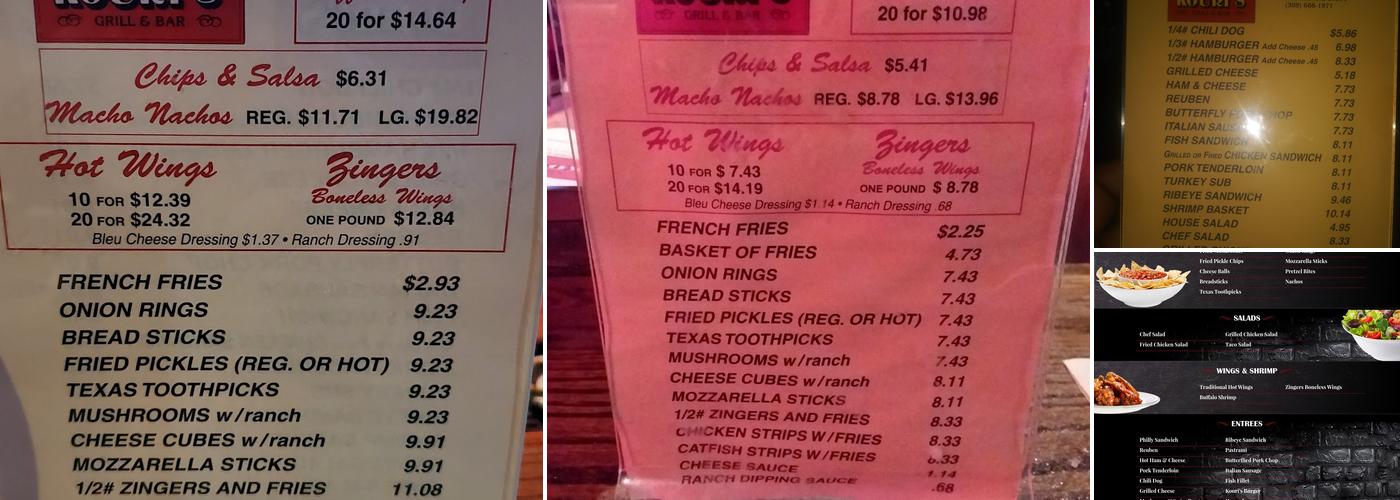 GRILL & BAR
20 for $14.64
Chips & Salsa $6.31
Macho Nachos REG. $11.71 LG. $19.82
Hot Wings
10 FOR $12.39
20 FOR $24.32
Zingers
Boneless Wings
ONE POUND $12.84
Bleu Cheese Dressing $1.37 • Ranch Dressing .91
FRENCH FRIES $2.93
ONION RINGS 9.23
BREAD STICKS 9.23
FRIED PICKLES (REG. OR HOT) 9.23
TEXAS TOOTHPICKS 9.23
MUSHROOMS w/ranch 9.23
CHEESE CUBES w/ranch 9.91
MOZZARELLA STICKS 9.91
1/2# ZINGERS AND FRIES 11.08
GRILL & BAR
20 for $10.98
Chips & Salsa $5.41
Macho Nachos REG. $8.78 LG. $13.96
Hot Wings
10 FOR $ 7.43
20 FOR $14.19
Zingers
Boneless Wings
ONE POUND $ 8.78
Bleu Cheese Dressing $1.14 • Ranch Dressing .68
FRENCH FRIES $2.25
BASKET OF FRIES 4.73
ONION RINGS 7.43
BREAD STICKS 7.43
FRIED PICKLES (REG. OR HOT) 7.43
TEXAS TOOTHPICKS 7.43
MUSHROOMS w/ranch 7.43
CHEESE CUBES w/ranch 8.11
MOZZARELLA STICKS 8.11
1/2# ZINGERS AND FRIES 8.33
CHICKEN STRIPS W/FRIES 8.33
CATFISH STRIPS W/FRIES 8.33
CHEESE SAUCE 1.14
RANCH DIPPING SAUCE .68
KOURI'S
GRILL & BAR
(309) 666-1971
1/4# CHILI DOG $5.86
1/3# HAMBURGER Add Cheese .45 6.98
1/2# HAMBURGER Add Cheese .45 8.33
GRILLED CHEESE 5.18
HAM & CHEESE 7.73
REUBEN 7.73
BUTTERFLY CHOP 7.73
ITALIAN 7.73
FISH SANDWICH 8.11
GRILLED OR FRIED CHICKEN SANDWICH 8.11
PORK TENDERLOIN 8.11
TURKEY SUB 8.11
RIBEYE SANDWICH 9.46
SHRIMP BASKET 10.14
HOUSE SALAD 4.95
CHEF SALAD 8.33
Fried Pickle Chips
Cheese Balls
Breadsticks
Texas Toothpicks
Mozzarella Sticks
Pretzel Bites
Nachos
SALADS
Chef Salad
Fried Chicken Salad
Grilled Chicken Salad
Taco Salad
WINGS & SHRIMP
Traditional Hot Wings
Buffalo Shrimp
Zingers Boneless Wings
ENTREES
Philly Sandwich
Reuben
Hot Ham & Cheese
Pork Tenderloin
Chili Dog
Grilled Cheese
Ribeye Sandwich
Pastrami
Butterflied Pork Chop
Italian Sausage
Fish Fillet
Kouri's Burger